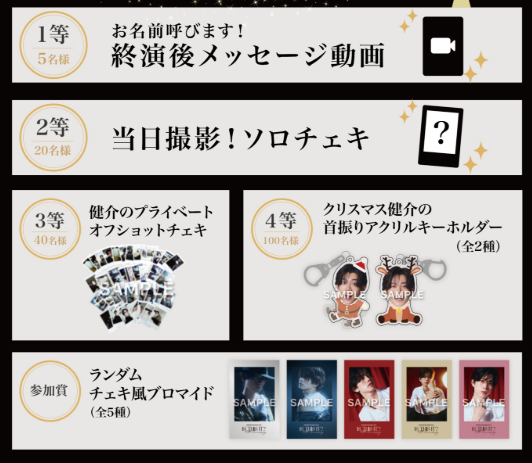 1等
5名様
お名前呼びます!
終演後メッセージ動画
2等
20名様
当日撮影!ソロチェキ
?
3等
40名様
健介のプライベート
オフショットチェキ
SAMPLE
4等
100名様
クリスマス健介の
首振りアクリルキーホルダー
(全2種)
SAMPLE
SAMPLE
参加賞
ランダム
チェキ風ブロマイド
(全5種)
SAMPLE
SAMPLE
SAMPLE
SAMPLE
SAMPLE